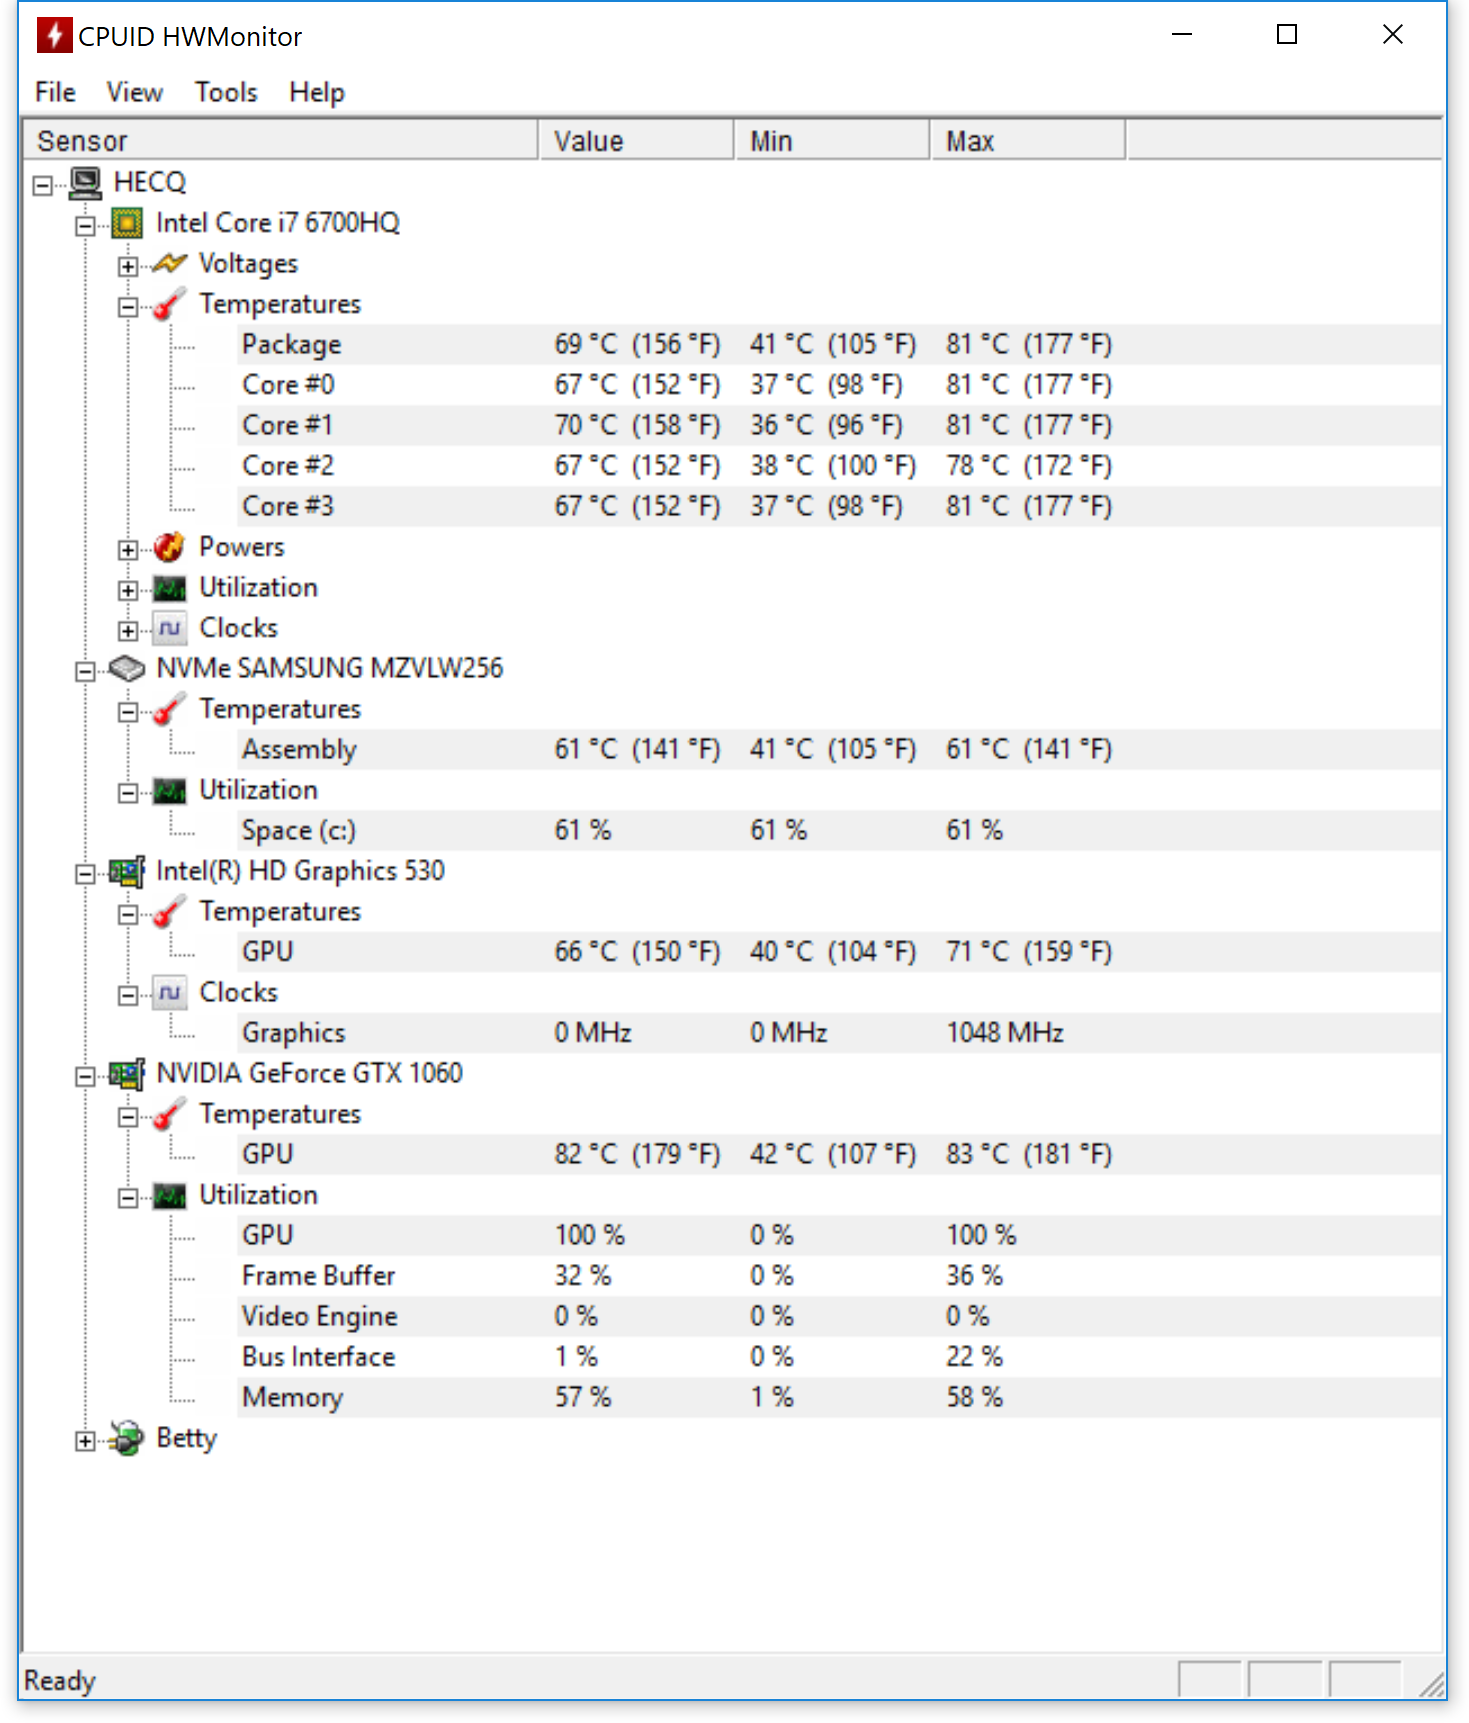 CPUID HWMonitor
File View Tools Help
Sensor Value Min Max
HECQ
Intel Core i7 6700HQ
Voltages
Temperatures
Package 69 °C (156 °F) 41 °C (105 °F) 81 °C (177 °F)
Core #0 67 °C (152 °F) 37 °C (98 °F) 81 °C (177 °F)
Core #1 70 °C (158 °F) 36 °C (96 °F) 81 °C (177 °F)
Core #2 67 °C (152 °F) 38 °C (100 °F) 78 °C (172 °F)
Core #3 67 °C (152 °F) 37 °C (98 °F) 81 °C (177 °F)
Powers
Utilization
Clocks
NVMe SAMSUNG MZVLW256
Temperatures
Assembly 61 °C (141 °F) 41 °C (105 °F) 61 °C (141 °F)
Utilization
Space (c:) 61 % 61 % 61 %
Intel(R) HD Graphics 530
Temperatures
GPU 66 °C (150 °F) 40 °C (104 °F) 71 °C (159 °F)
Clocks
Graphics 0 MHz 0 MHz 1048 MHz
NVIDIA GeForce GTX 1060
Temperatures
GPU 82 °C (179 °F) 42 °C (107 °F) 83 °C (181 °F)
Utilization
GPU 100 % 0 % 100 %
Frame Buffer 32 % 0 % 36 %
Video Engine 0 % 0 % 0 %
Bus Interface 1 % 0 % 22 %
Memory 57 % 1 % 58 %
Betty
Ready